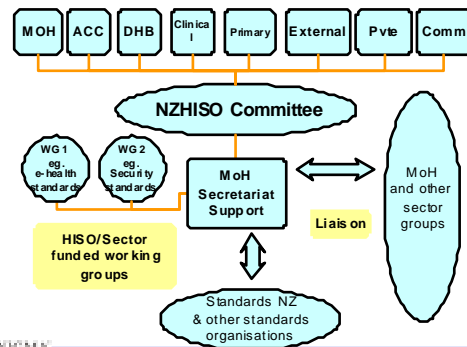 MOH
ACC
DHB
Clinica
l
Primary
External
Pvte
Comm
NZHISO Committee
WG 1
eg.
e-health
standards
WG 2
eg.
Security
standards
MoH
Secretariat
Support
MoH
and other
sector
groups
Liaison
HISO/Sector
funded working
groups
Standards NZ
& other standards
organisations